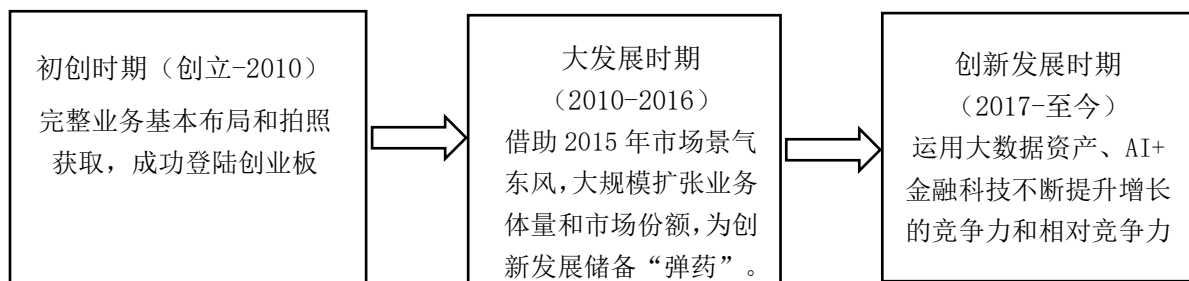 初创时期（创立-2010）
完整业务基本布局和拍照
获取，成功登陆创业板
大发展时期
（2010-2016）
借助 2015 年市场景气
东风，大规模扩张业务
体量和市场份额，为创
新发展储备“弹药”。
创新发展时期
（2017-至今）
运用大数据资产、AI+
金融科技不断提升增长
的竞争力和相对竞争力